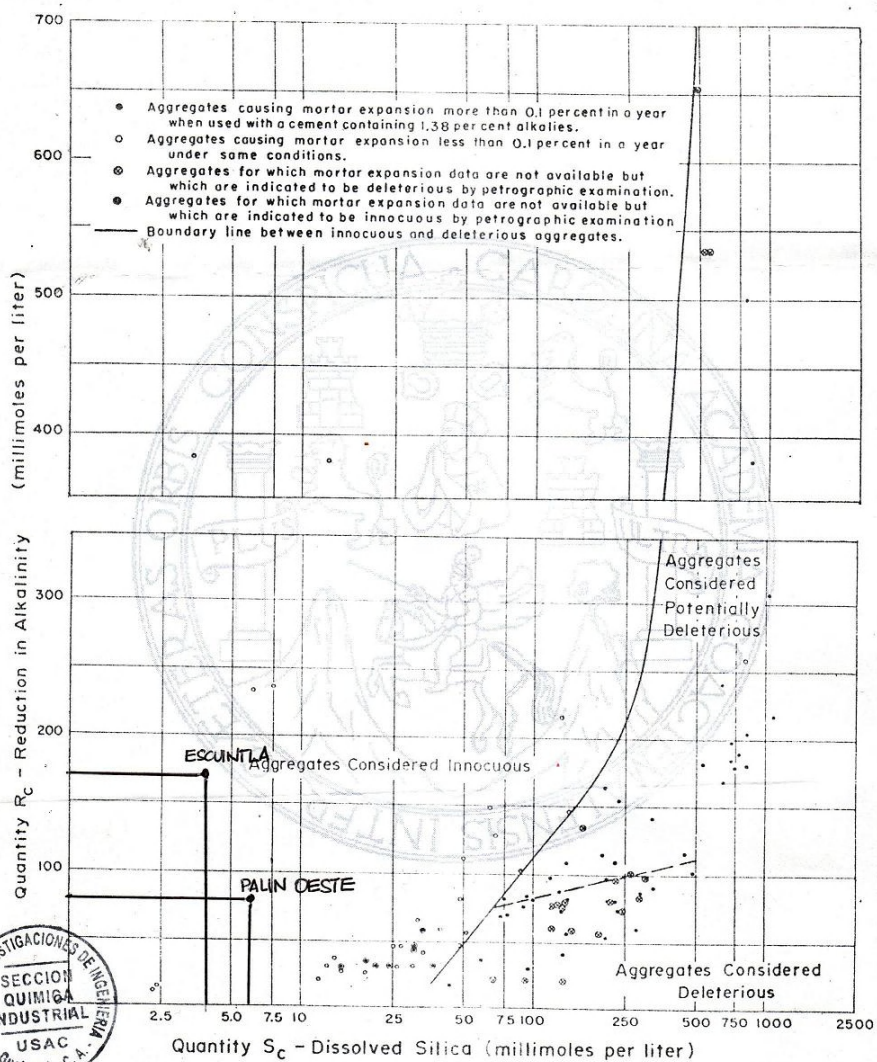 700
600
500
400
300
200
100
(millimoles per liter)
Quantity Rc - Reduction in Alkalinity
Aggregates causing mortar expansion more than 0.1 percent in a year
when used with a cement containing 1.38 per cent alkalies.
Aggregates causing mortar expansion less than 0.1 percent in a year
under same conditions.
Aggregates for which mortar expansion data are not available but
which are indicated to be deleterious by petrographic examination.
Aggregates for which mortar expansion data are not available but
which are indicated to be innocuous by petrographic examination
Boundary line between innocuous and deleterious aggregates.
Aggregates
Considered
Potentially
Deleterious
ESCUINTLA
Aggregates Considered Innocuous
PALIN OESTE
Aggregates Considered
Deleterious
2.5 5.0 7.5 10 25 50 75 100 250 500 1000 2500
Quantity Sc - Dissolved Silica (millimoles per liter)
SECCION
QUIMICA
INDUSTRIAL
USAC